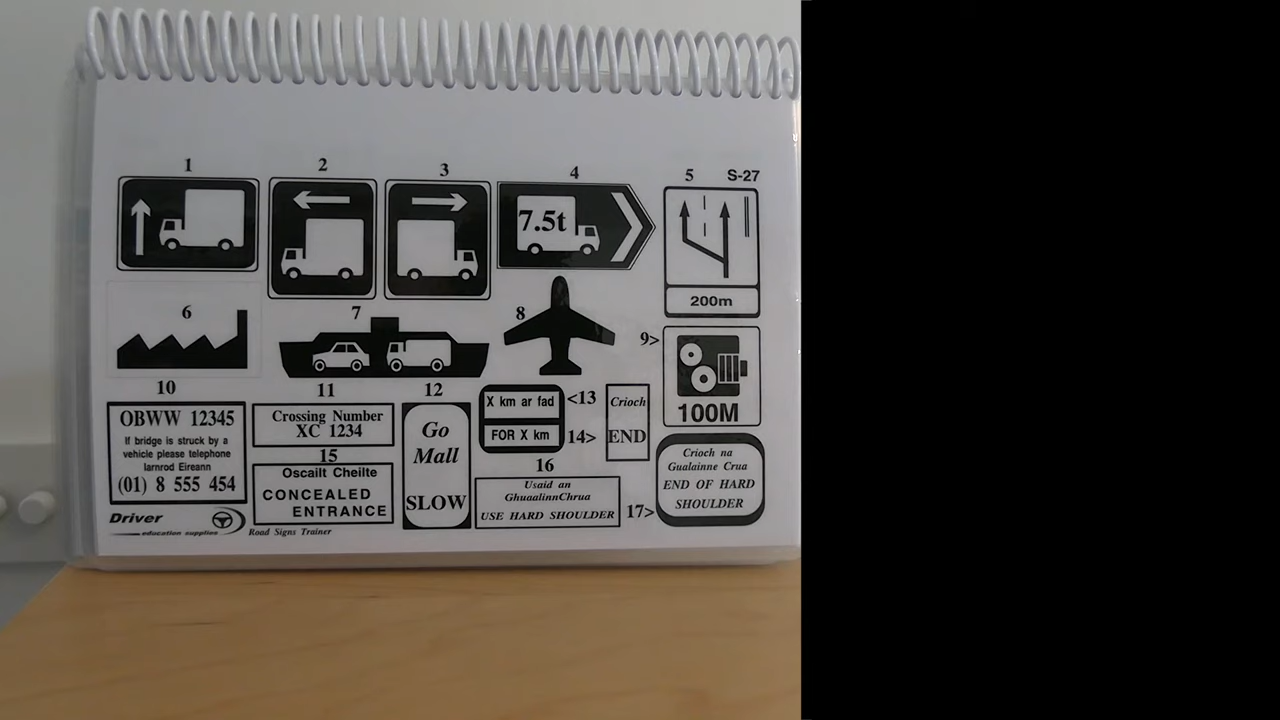 1
2
3
4
5
S-27
7.5t
200m
6
7
8
9>
100M
10
11
12
OBWW 12345
If bridge is struck by a
vehicle please telephone
Iarnrod Eireann
(01) 8 555 454
Crossing Number
XC 1234
15
Oscailt Cheilte
CONCEALED
ENTRANCE
Go
Mall
SLOW
X km ar fad
<13
FOR X km
14>
Crioch
END
16
Usaid an
GhuaalinnChrua
USE HARD SHOULDER
17>
Crioch na
Gualainne Crua
END OF HARD
SHOULDER
Driver
education supplies
Road Signs Trainer